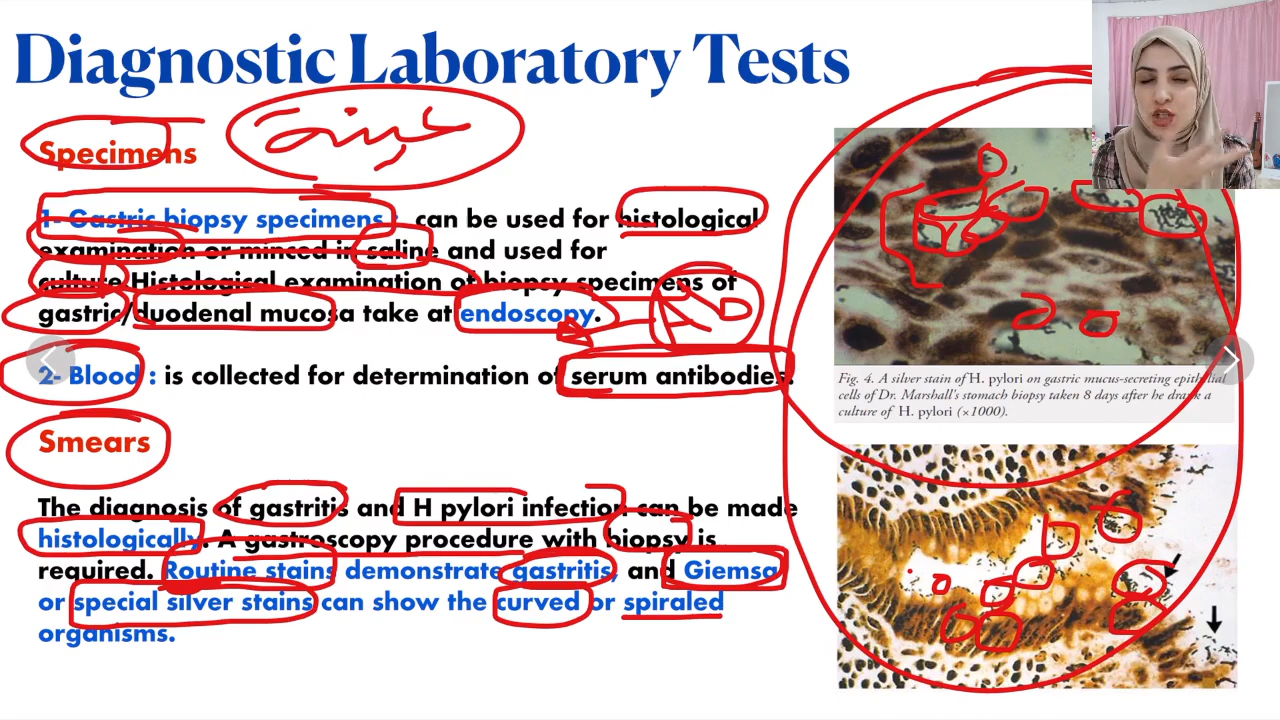 Diagnostic Laboratory Tests
Specimens
عينة
1- Gastric biopsy specimens : can be used for histological
examination or minced in saline and used for
culture Histological examination of biopsy specimens of
gastric/duodenal mucosa take at endoscopy.
2- Blood : is collected for determination of serum antibodies.
Smears
The diagnosis of gastritis and H pylori infection can be made
histologically. A gastroscopy procedure with biopsy is
required. Routine stains demonstrate gastritis, and Giemsa
or special silver stains can show the curved or spiraled
organisms.
Fig. 4. A silver stain of H. pylori on gastric mucus-secreting epithelial
cells of Dr. Marshall's stomach biopsy taken 8 days after he drank a
culture of H. pylori (×1000).